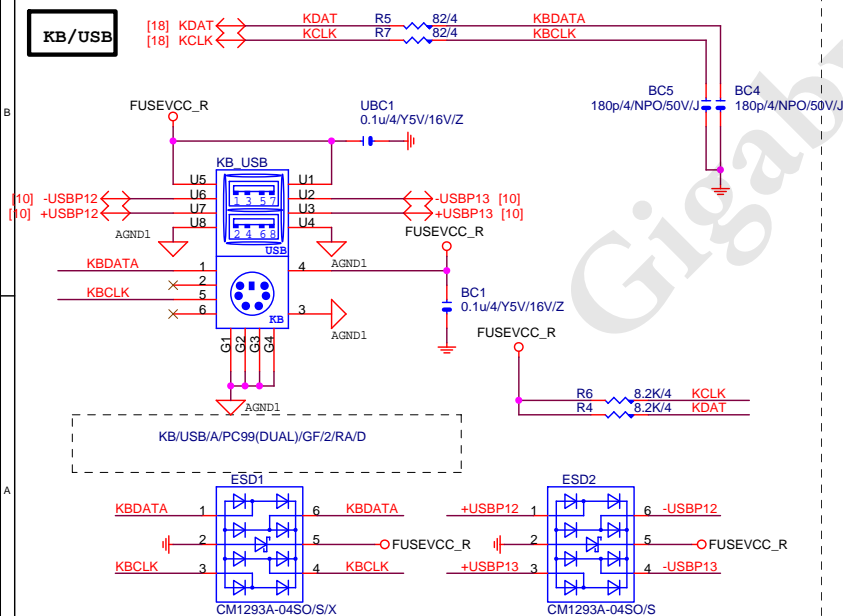 KB/USB
[18] KDAT KDAT R5 82/4 KBDATA
[18] KCLK KCLK R7 82/4 KBCLK
BC5 BC4
180p/4/NPO/50V/J 180p/4/NPO/50V/J
B
FUSEVCC_R
UBC1
0.1u/4/Y5V/16V/Z
KB_USB
U5 U1
[10] -USBP12 U6 1 3 5 7 U2 -USBP13 [10]
10] +USBP12 U7 U3 +USBP13 [10]
U8 2 4 6 8 U4
AGND1 USB AGND1
FUSEVCC_R
KBDATA 1 4
2
KBCLK 5
6 KB 3
AGND1
BC1
0.1u/4/Y5V/16V/Z
G1 G2 G3 G4
AGND1
FUSEVCC_R
R6 8.2K/4 KCLK
R4 8.2K/4 KDAT
KB/USB/A/PC99(DUAL)/GF/2/RA/D
A
ESD1
KBDATA 1 6 KBDATA
2 5 FUSEVCC_R
KBCLK 3 4 KBCLK
CM1293A-04SO/S/X
ESD2
+USBP12 1 6 -USBP12
2 5 FUSEVCC_R
+USBP13 3 4 -USBP13
CM1293A-04SO/S
Gigaby